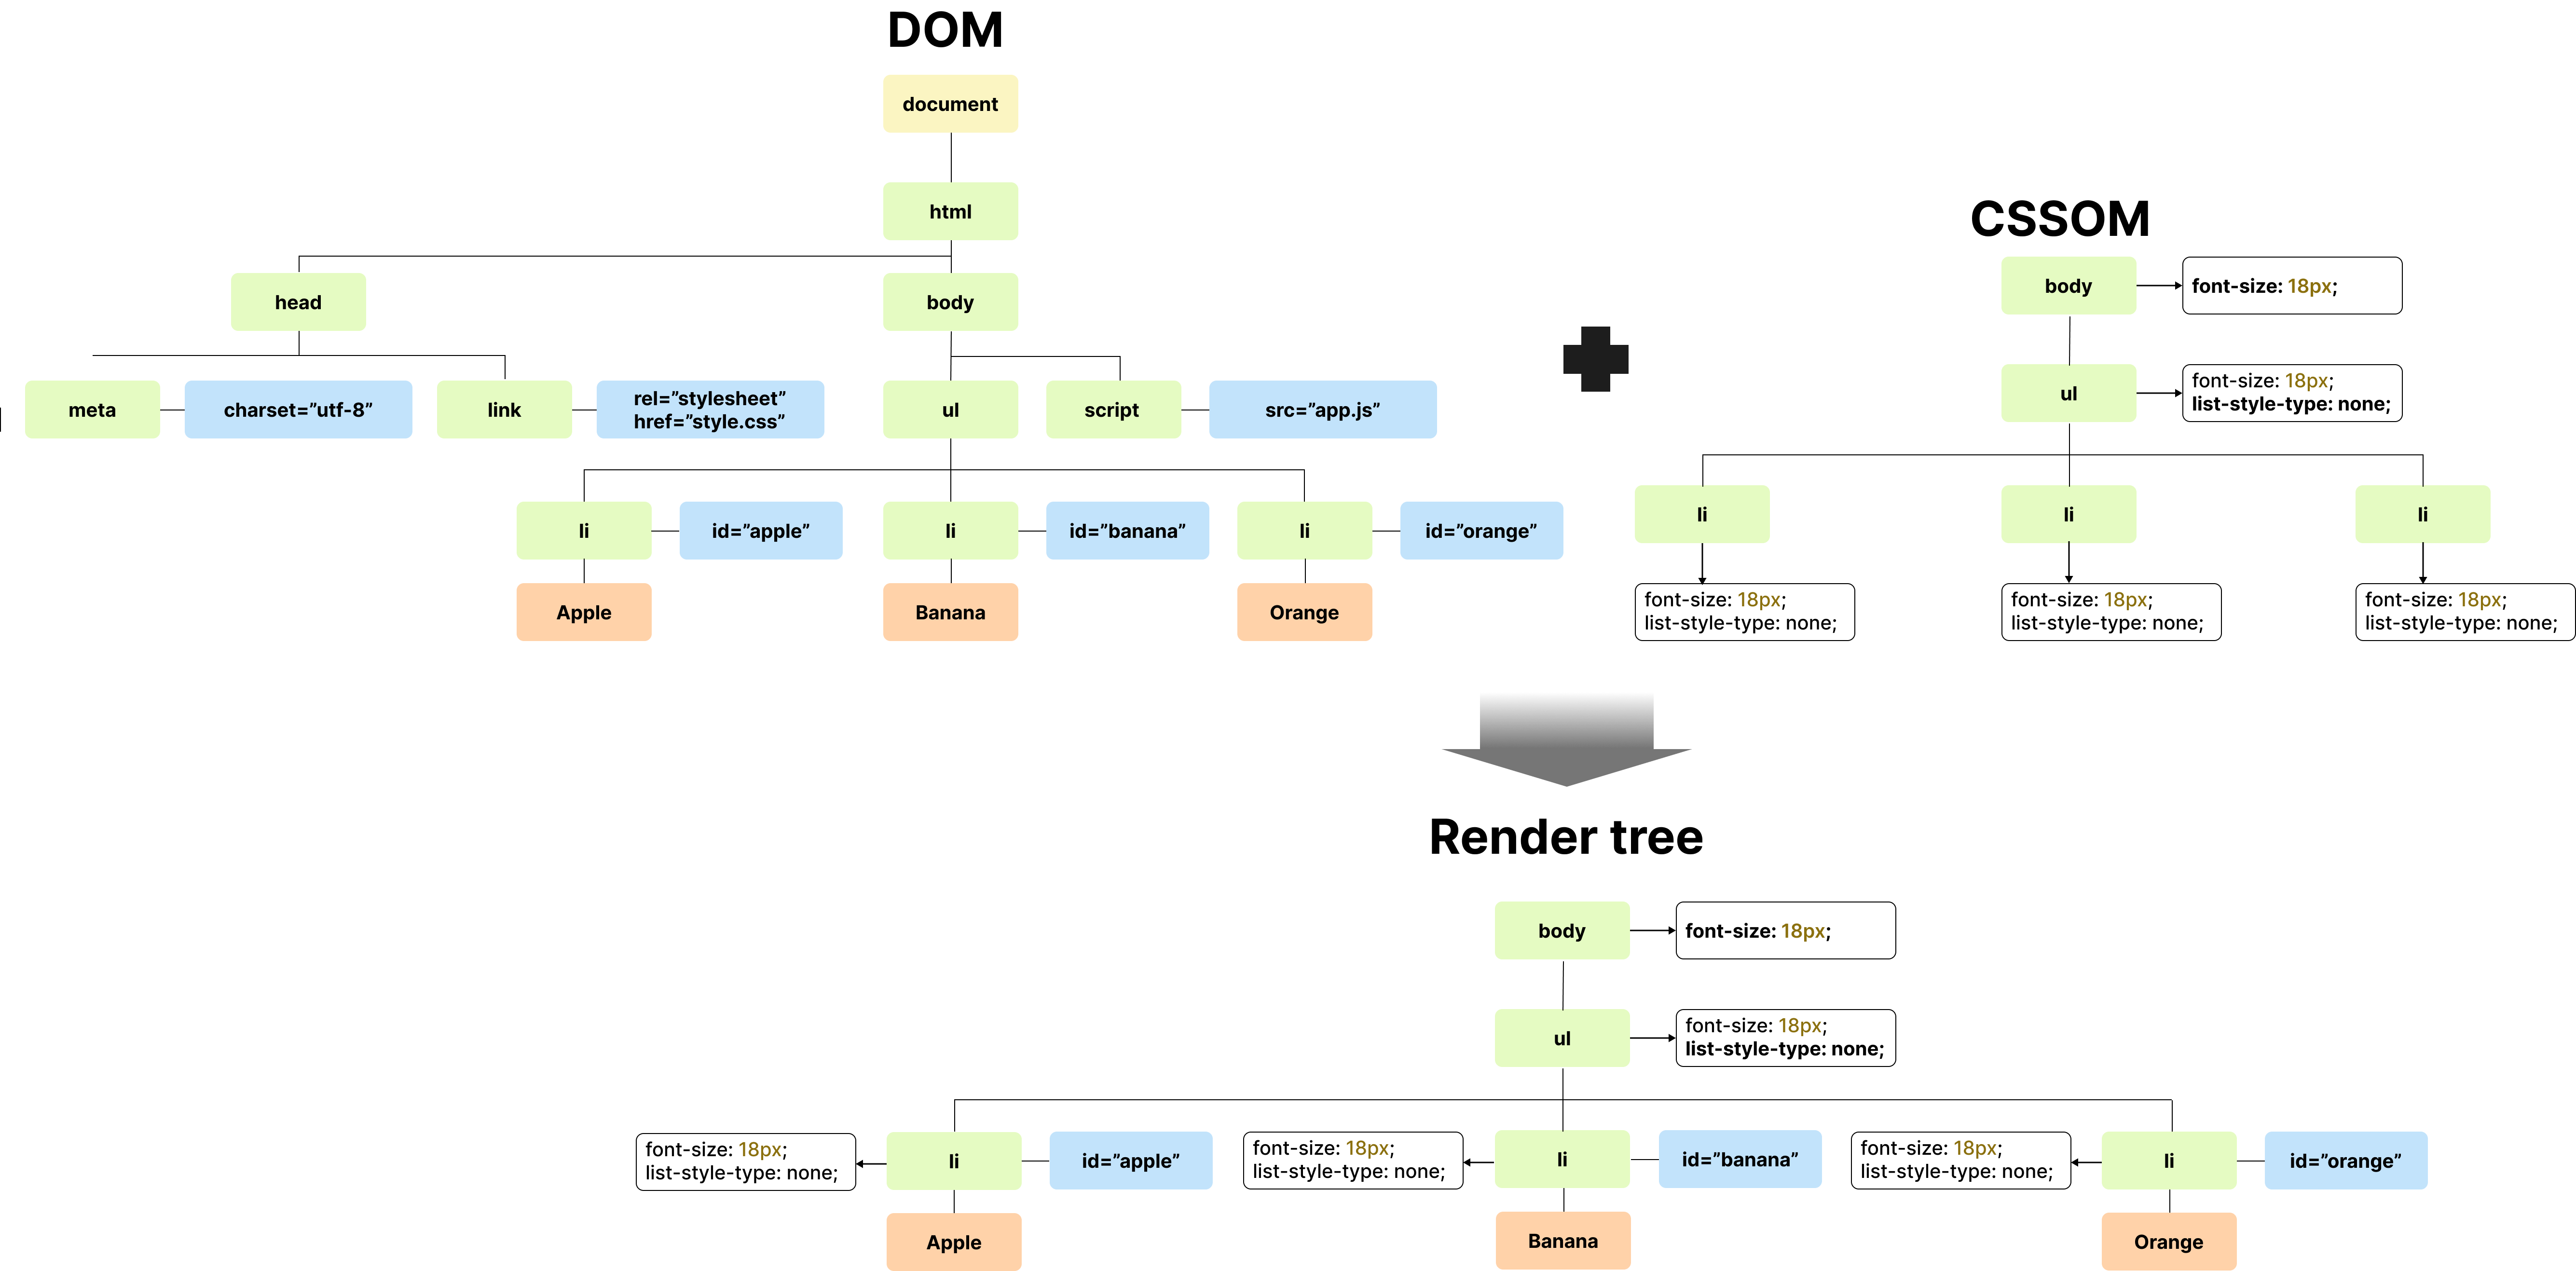 DOM
document
html
head
body
meta
charset=”utf-8”
link
rel=”stylesheet”
href=”style.css”
ul
script
src=”app.js”
li
id=”apple”
li
id=”banana”
li
id=”orange”
Apple
Banana
Orange
CSSOM
body
font-size: 18px;
ul
font-size: 18px;
list-style-type: none;
li
li
li
font-size: 18px;
list-style-type: none;
font-size: 18px;
list-style-type: none;
font-size: 18px;
list-style-type: none;
Render tree
body
font-size: 18px;
ul
font-size: 18px;
list-style-type: none;
font-size: 18px;
list-style-type: none;
li
id=”apple”
font-size: 18px;
list-style-type: none;
li
id=”banana”
font-size: 18px;
list-style-type: none;
li
id=”orange”
Apple
Banana
Orange